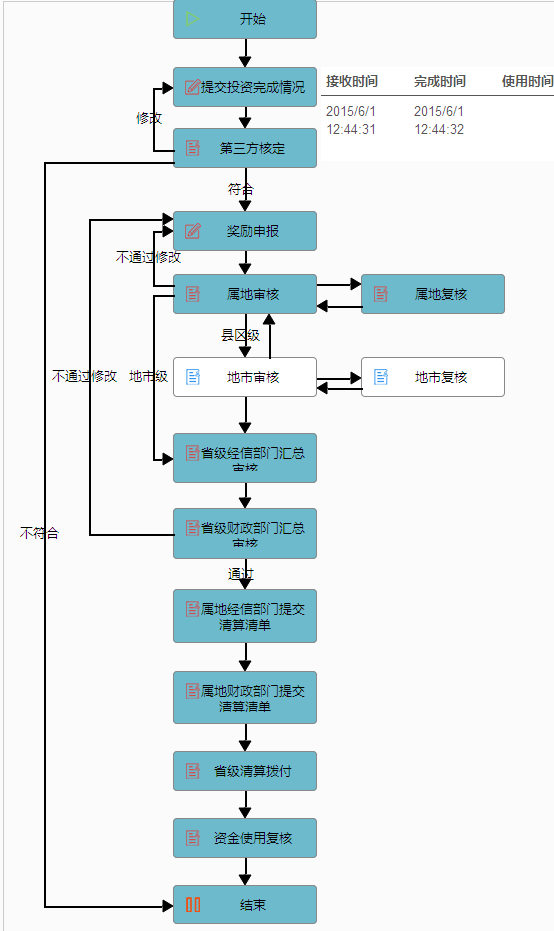 开始
提交投资完成情况
接收时间 完成时间 使用时间
2015/6/1 2015/6/1
12:44:31 12:44:32
修改
第三方核定
符合
奖励申报
不通过修改
属地审核
属地复核
县区级
不通过修改
地市级
地市审核
地市复核
省级经信部门汇总
审核
省级财政部门汇总
审核
不符合
通过
属地经信部门提交
清算清单
属地财政部门提交
清算清单
省级清算拨付
资金使用复核
结束